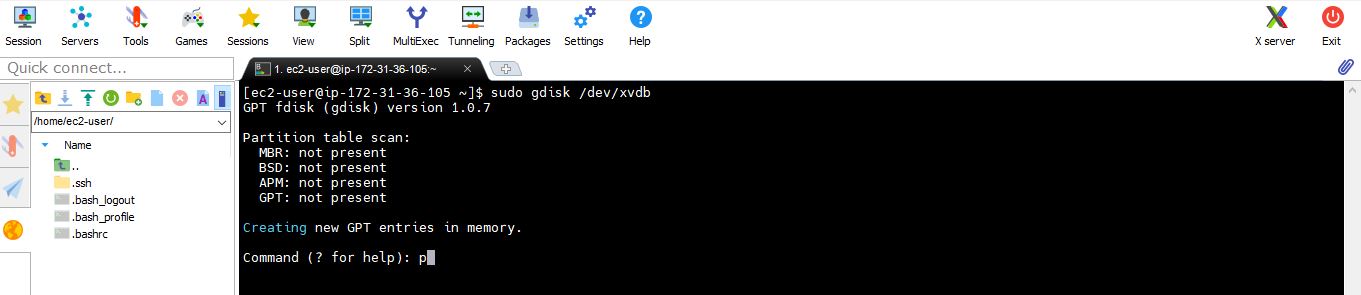 Session Servers Tools Games Sessions View Split MultiExec Tunneling Packages Settings Help X server Exit
Quick connect...
1. ec2-user@ip-172-31-36-105:~
/home/ec2-user/
Name
..
.ssh
.bash_logout
.bash_profile
.bashrc
[ec2-user@ip-172-31-36-105 ~]$ sudo gdisk /dev/xvdb
GPT fdisk (gdisk) version 1.0.7
Partition table scan:
MBR: not present
BSD: not present
APM: not present
GPT: not present
Creating new GPT entries in memory.
Command (? for help): p